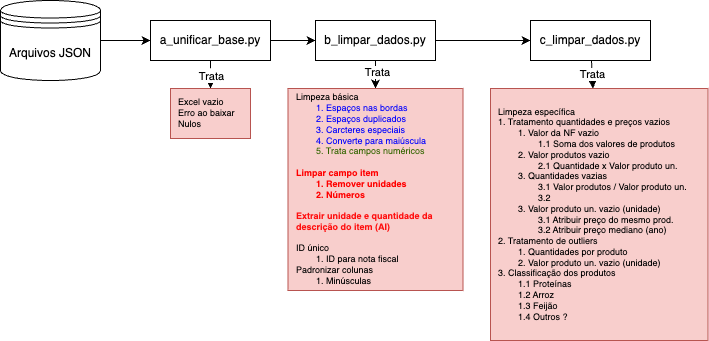 Arquivos JSON
a_unificar_base.py
b_limpar_dados.py
c_limpar_dados.py
Trata
Trata
Trata
Excel vazio
Erro ao baixar
Nulos
Limpeza básica
1. Espaços nas bordas
2. Espaços duplicados
3. Carcteres especiais
4. Converte para maiúscula
5. Trata campos numéricos
Limpar campo item
1. Remover unidades
2. Números
Extrair unidade e quantidade da
descrição do item (AI)
ID único
1. ID para nota fiscal
Padronizar colunas
1. Minúsculas
Limpeza específica
1. Tratamento quantidades e preços vazios
1. Valor da NF vazio
1.1 Soma dos valores de produtos
2. Valor produtos vazio
2.1 Quantidade x Valor produto un.
3. Quantidades vazias
3.1 Valor produtos / Valor produto un.
3.2
3. Valor produto un. vazio (unidade)
3.1 Atribuir preço do mesmo prod.
3.2 Atribuir preço mediano (ano)
2. Tratamento de outliers
1. Quantidades por produto
2. Valor produto un. vazio (unidade)
3. Classificação dos produtos
1.1 Proteínas
1.2 Arroz
1.3 Feijão
1.4 Outros ?